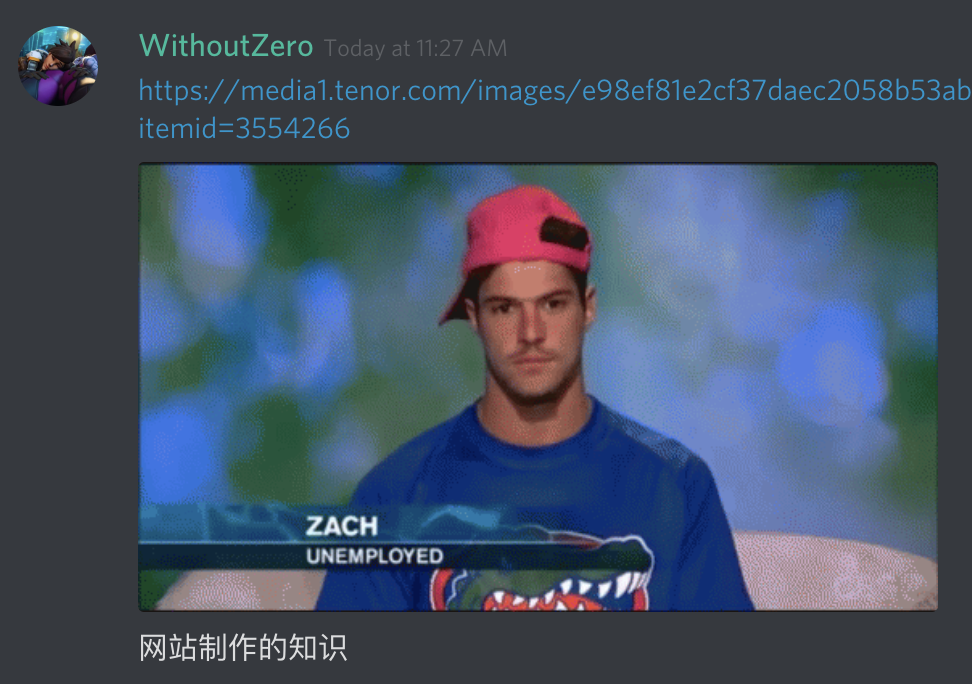 WithoutZero Today at 11:27 AM
https://media1.tenor.com/images/e98ef81e2cf37daec2058b53ab
itemid=3554266
ZACH
UNEMPLOYED
网站制作的知识